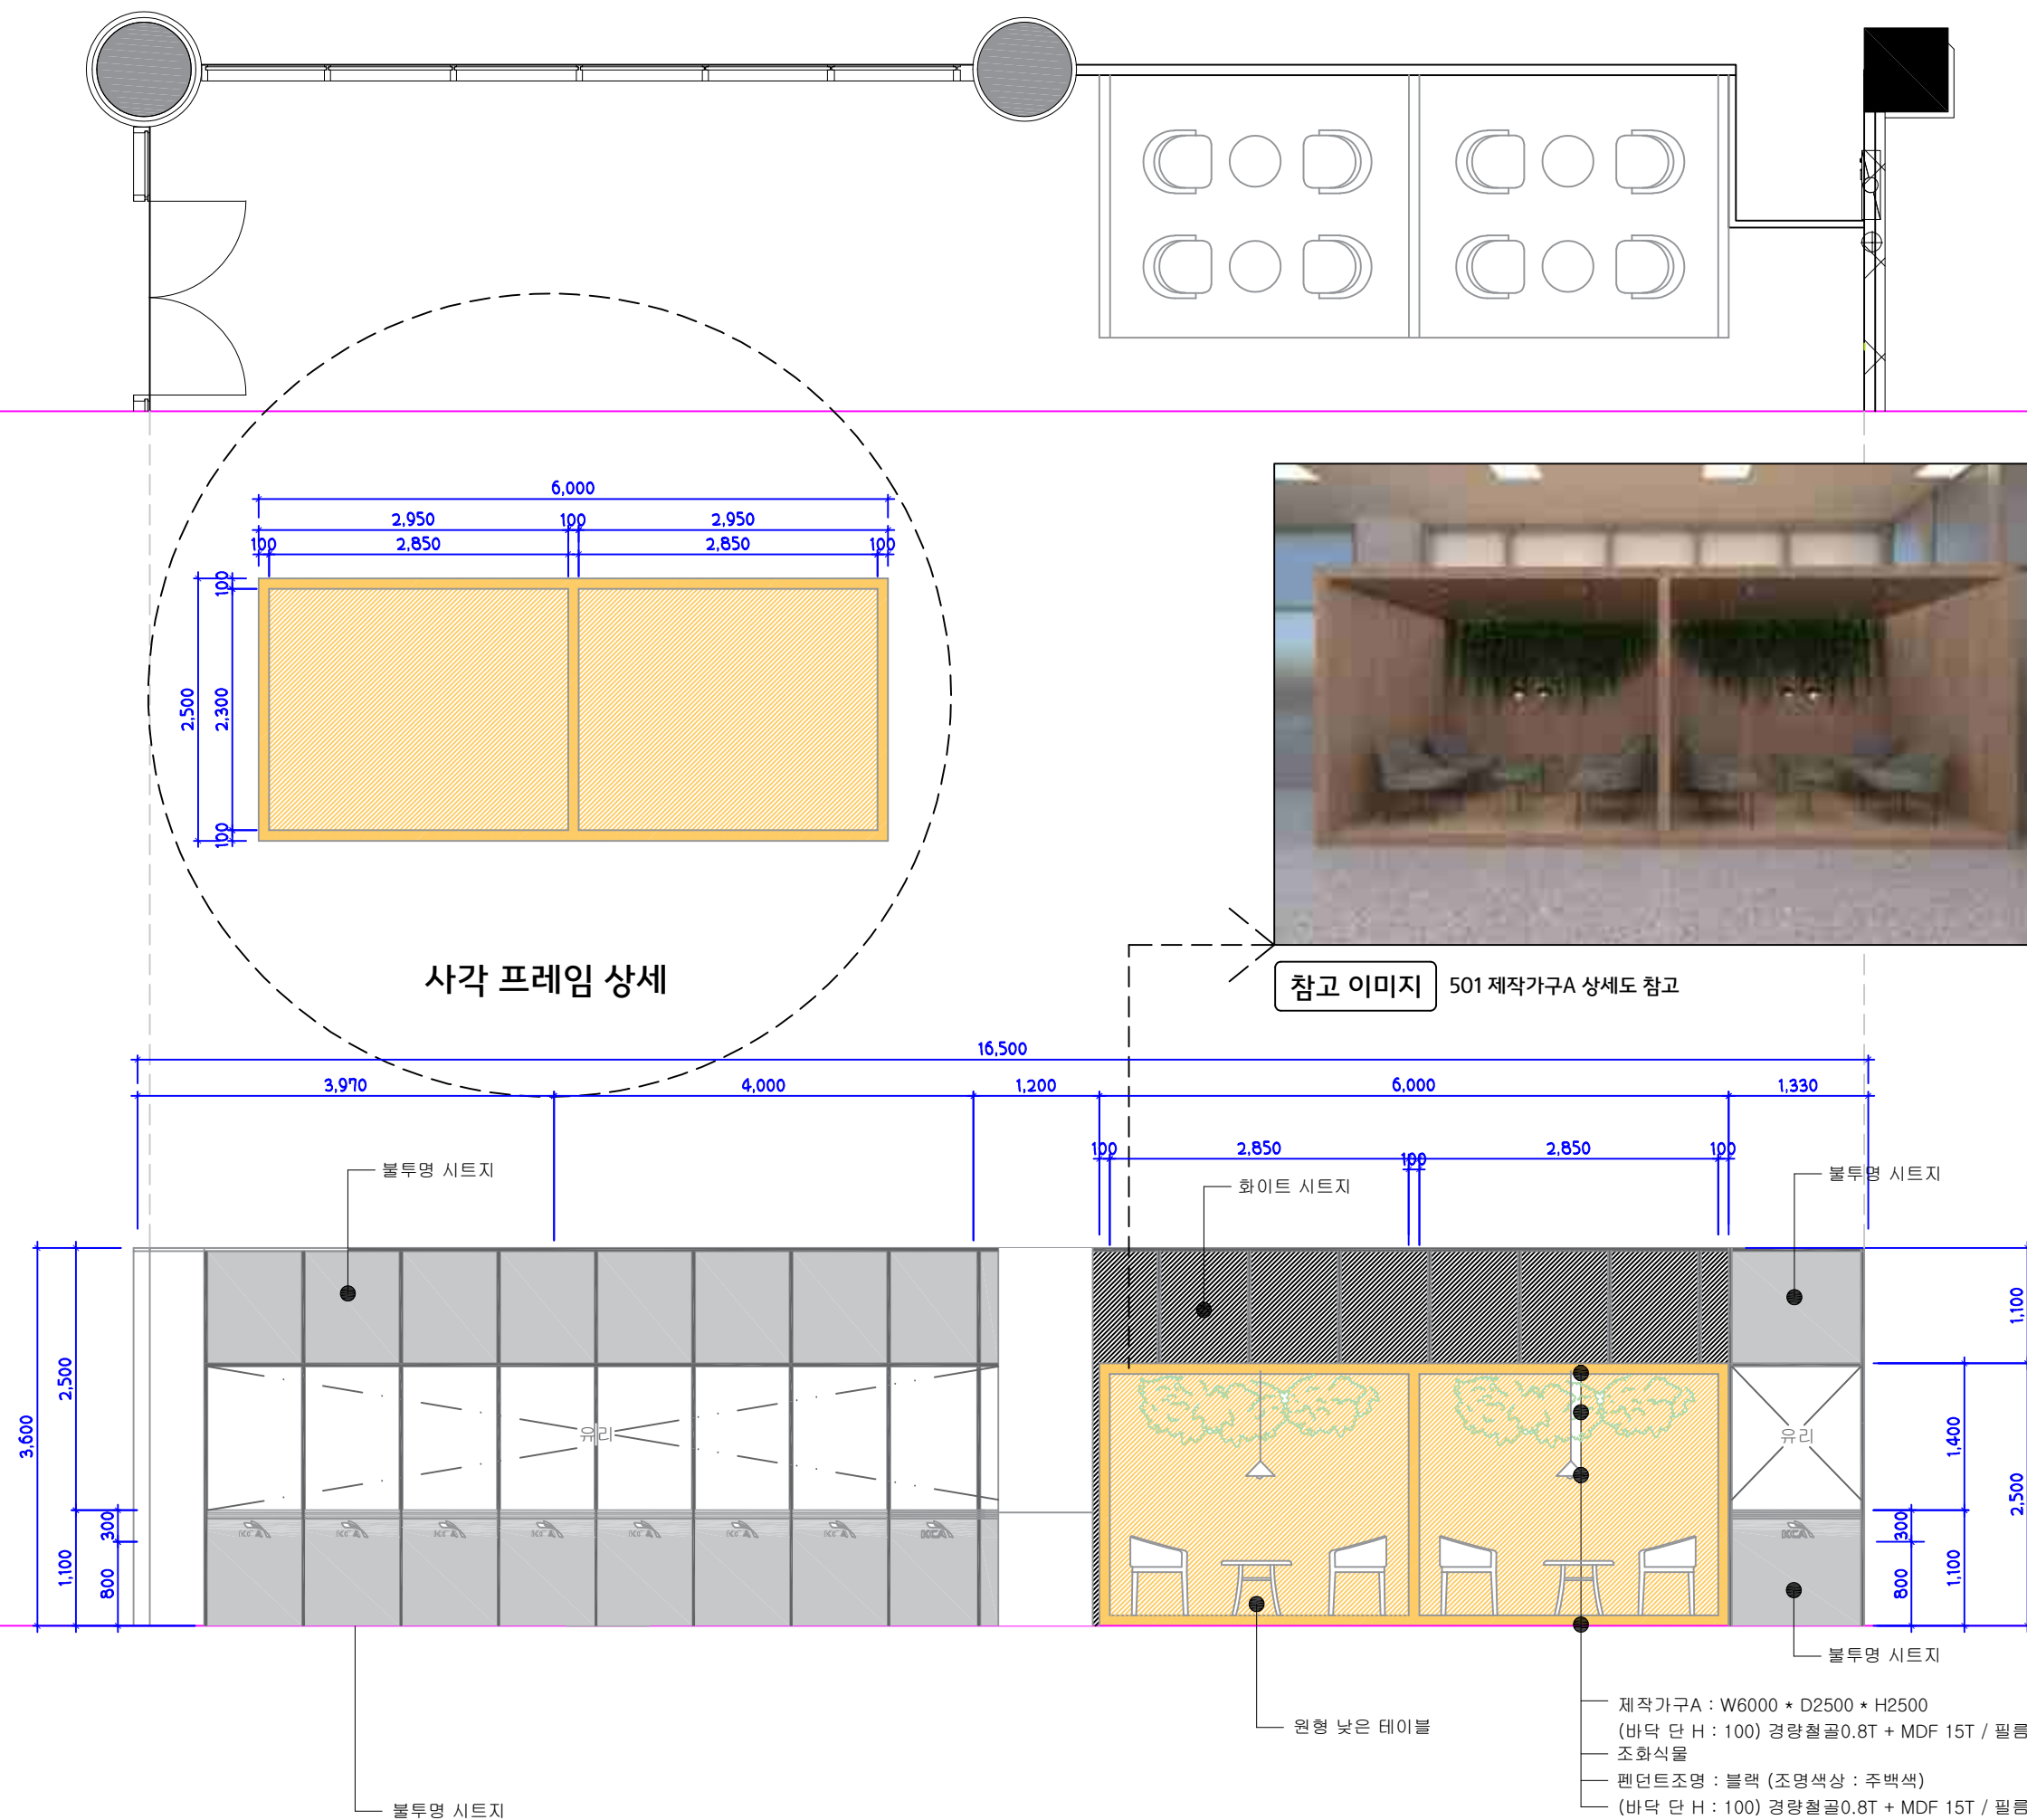 6,000
2,950 100 2,950
100 2,850 2,850 100
100
2,500 2,300
100
사각 프레임 상세
참고 이미지 501 제작가구A 상세도 참고
16,500
3,970 4,000 1,200 6,000 1,330
100 2,850 100 2,850 100
불투명 시트지
화이트 시트지
불투명 시트지
3,600 2,500 1,100 300 800
유리
유리
KCA
KCA
KCA
KCA
KCA
KCA
KCA
KCA
KCA
1,100 1,400 2,500 300 1,100 800
불투명 시트지
원형 낮은 테이블
제작가구A : W6000 * D2500 * H2500
(바닥 단 H : 100) 경량철골0.8T + MDF 15T / 필름
조화식물
펜던트조명 : 블랙 (조명색상 : 주백색)
(바닥 단 H : 100) 경량철골0.8T + MDF 15T / 필름
불투명 시트지